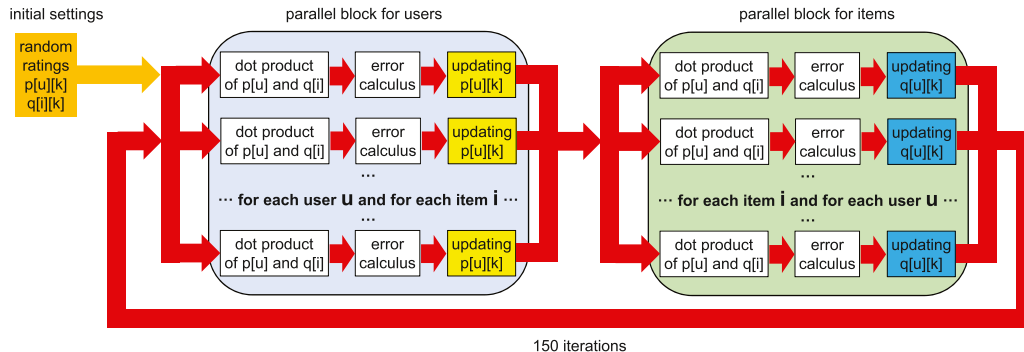 initial settings
random
ratings
p[u][k]
q[i][k]
parallel block for users
dot product
of p[u] and q[i]
error
calculus
updating
p[u][k]
dot product
of p[u] and q[i]
error
calculus
updating
p[u][k]
...
... for each user u and for each item i ...
...
dot product
of p[u] and q[i]
error
calculus
updating
p[u][k]
parallel block for items
dot product
of p[u] and q[i]
error
calculus
updating
q[u][k]
dot product
of p[u] and q[i]
error
calculus
updating
q[u][k]
...
... for each item i and for each user u ...
...
dot product
of p[u] and q[i]
error
calculus
updating
q[u][k]
150 iterations